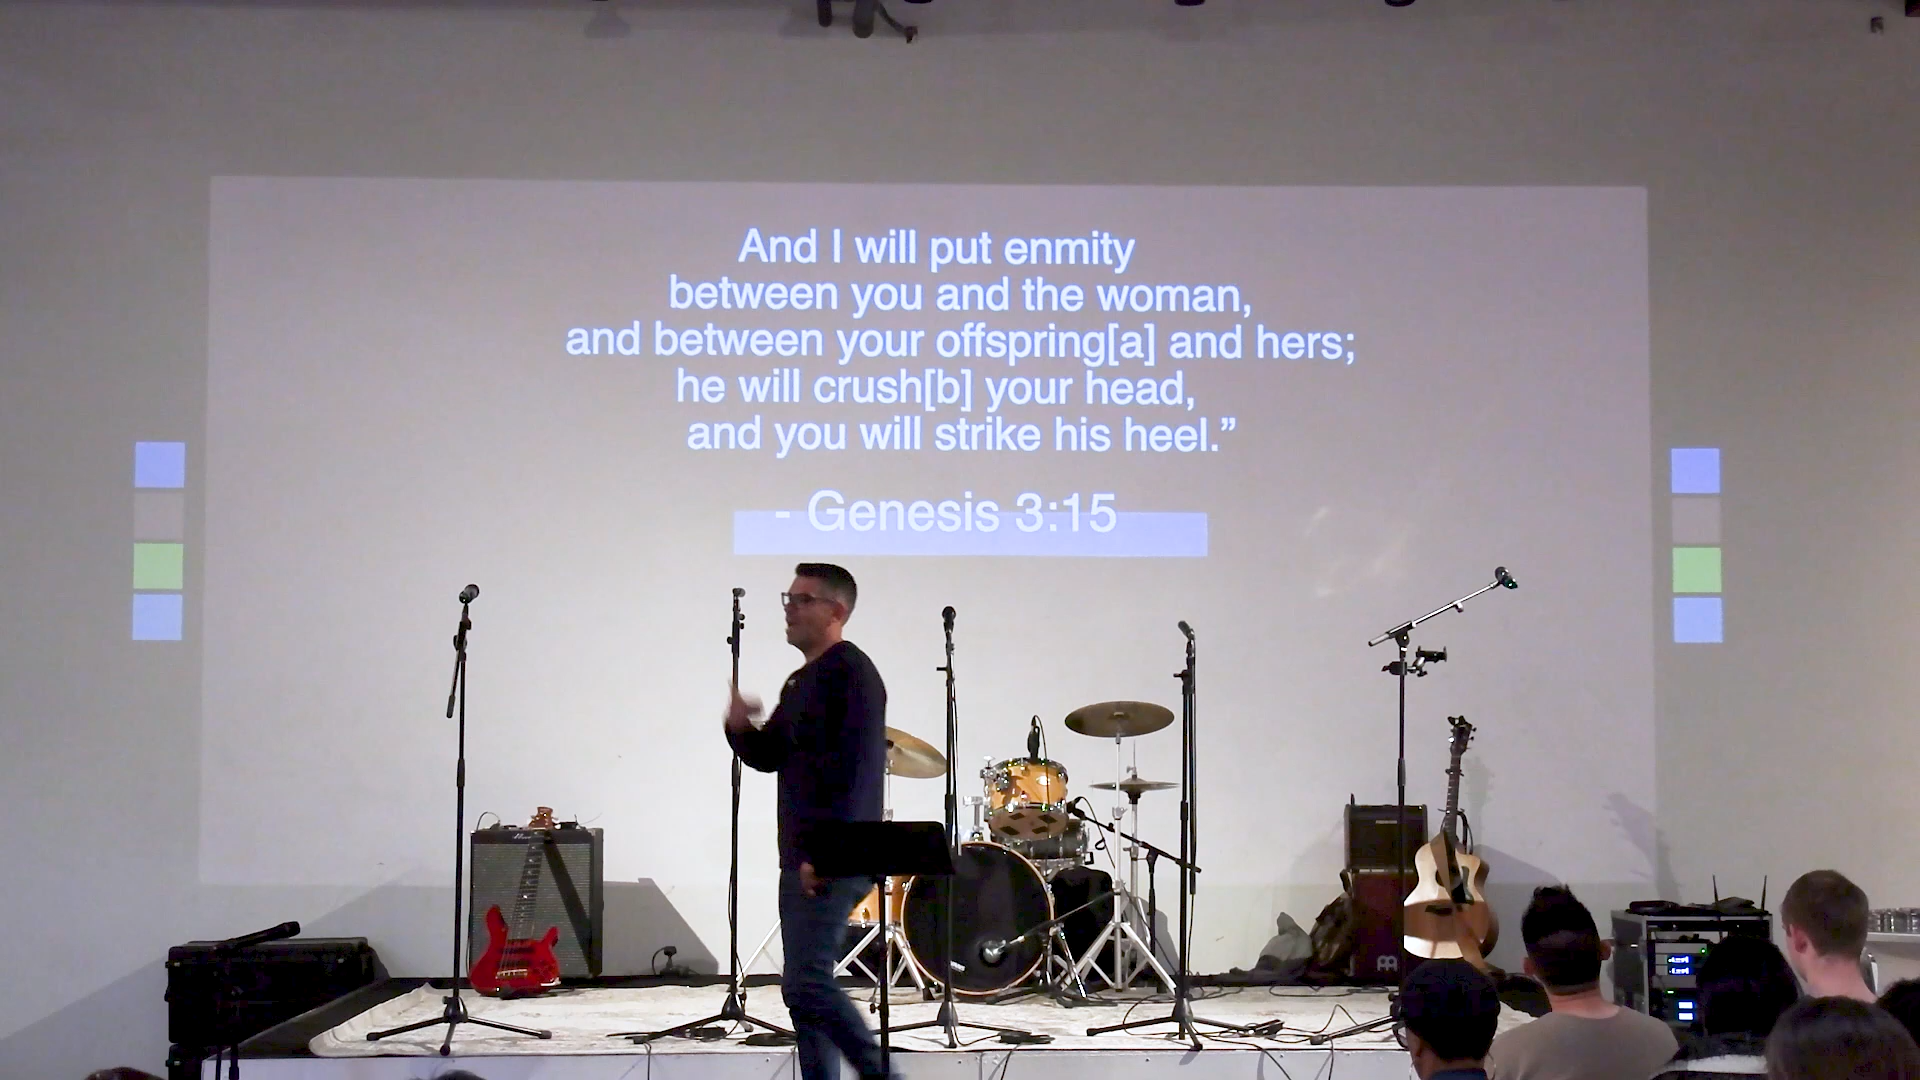 And I will put enmity
between you and the woman,
and between your offspring[a] and hers;
he will crush[b] your head,
and you will strike his heel.”
- Genesis 3:15